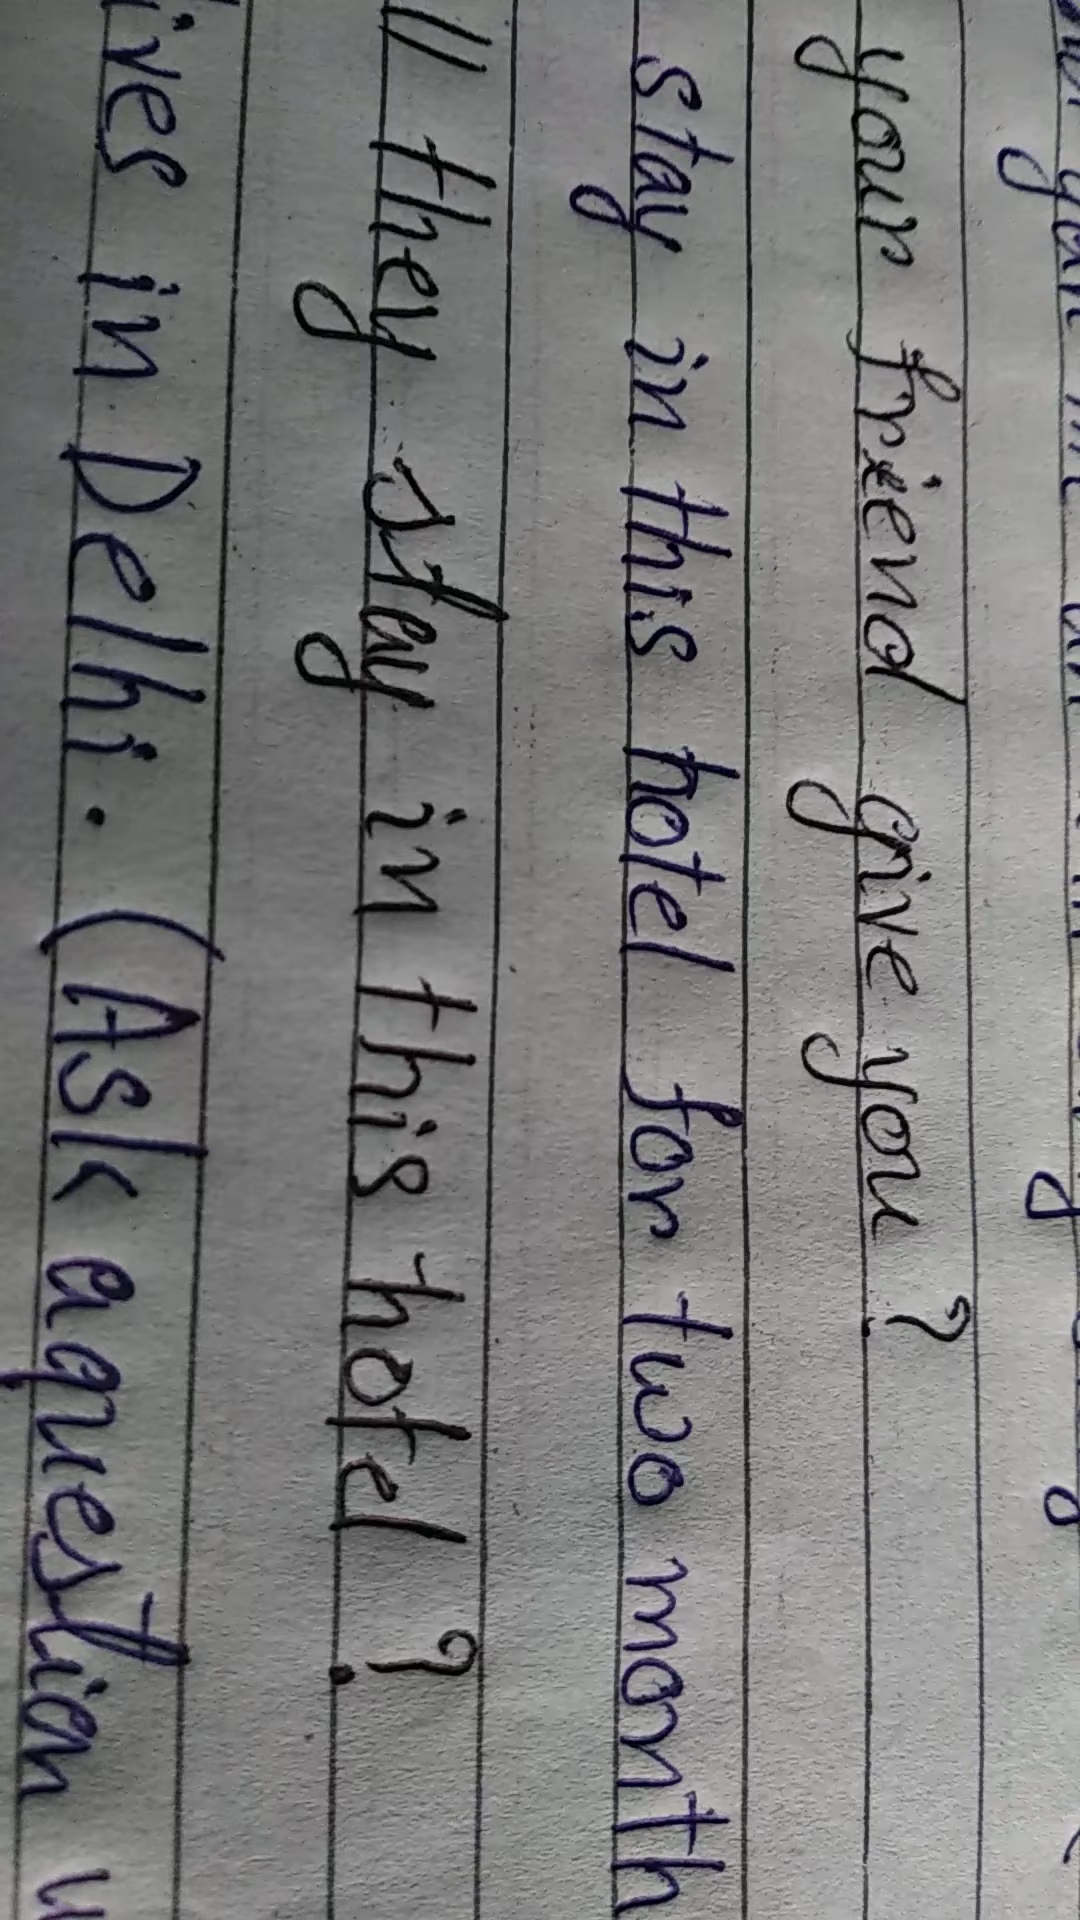 your friend give you ?
stay in this hotel for two month
ll they stay in this hotel ?
ives in Delhi. (Ask a question